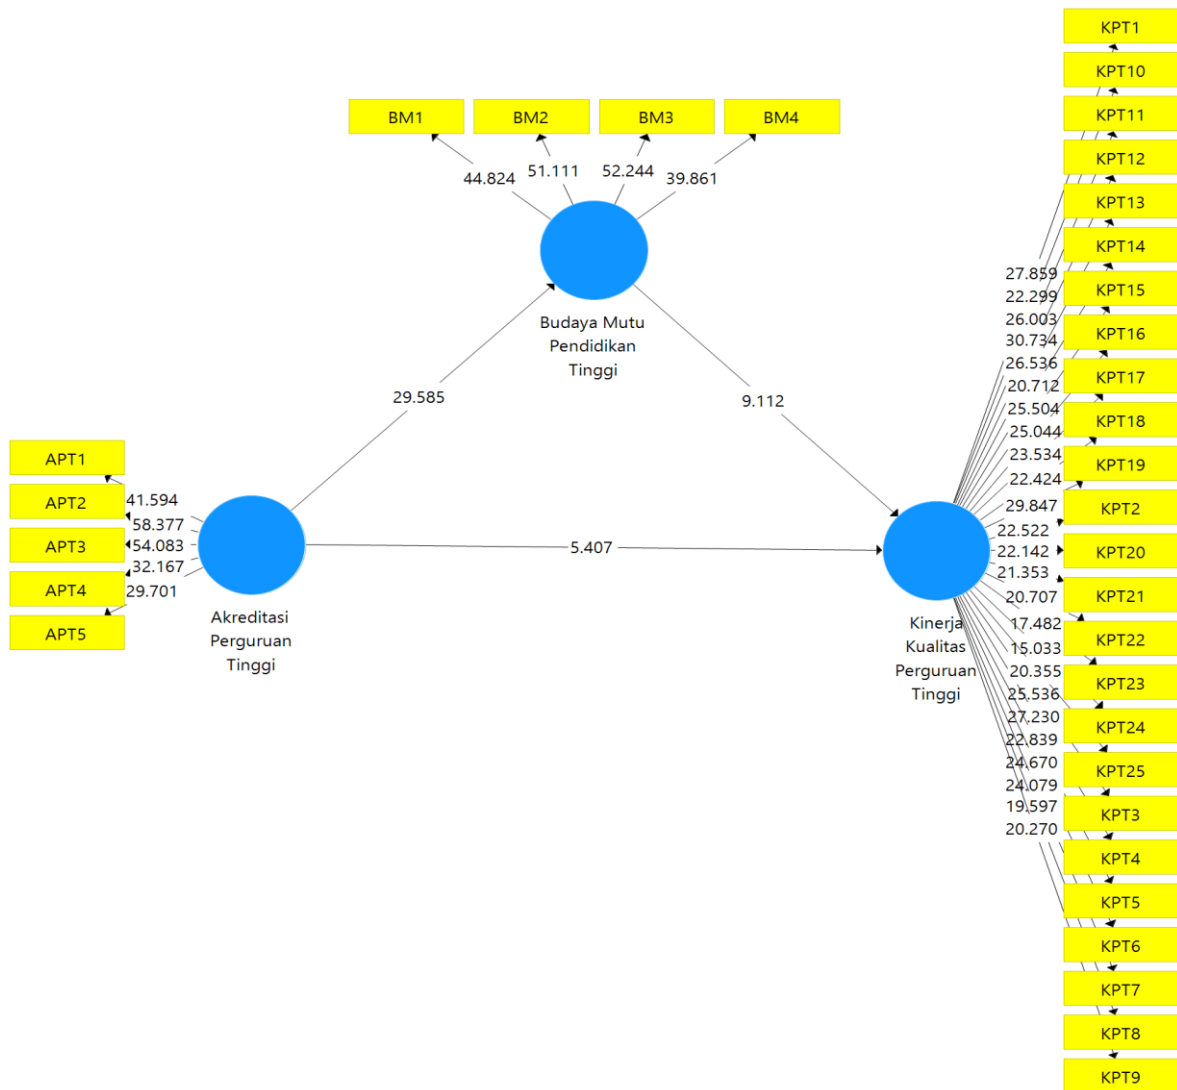 KPT1
KPT10
BM1
BM2
BM3
BM4
KPT11
KPT12
44.824
51.111
52.244
39.861
KPT13
KPT14
27.859
KPT15
22.299
26.003
Budaya Mutu
Pendidikan
Tinggi
30.734
KPT16
26.536
KPT17
20.712
29.585
9.112
25.504
KPT18
25.044
23.534
APT1
KPT19
22.424
41.594
APT2
29.847
KPT2
58.377
22.522
APT3
54.083
5.407
22.142
KPT20
32.167
21.353
APT4
29.701
KPT21
20.707
APT5
Akreditasi
Perguruan
Tinggi
Kinerja
Kualitas
Perguruan
Tinggi
17.482
KPT22
15.033
20.355
KPT23
25.536
27.230
KPT24
22.839
24.670
KPT25
24.079
19.597
KPT3
20.270
KPT4
KPT5
KPT6
KPT7
KPT8
KPT9